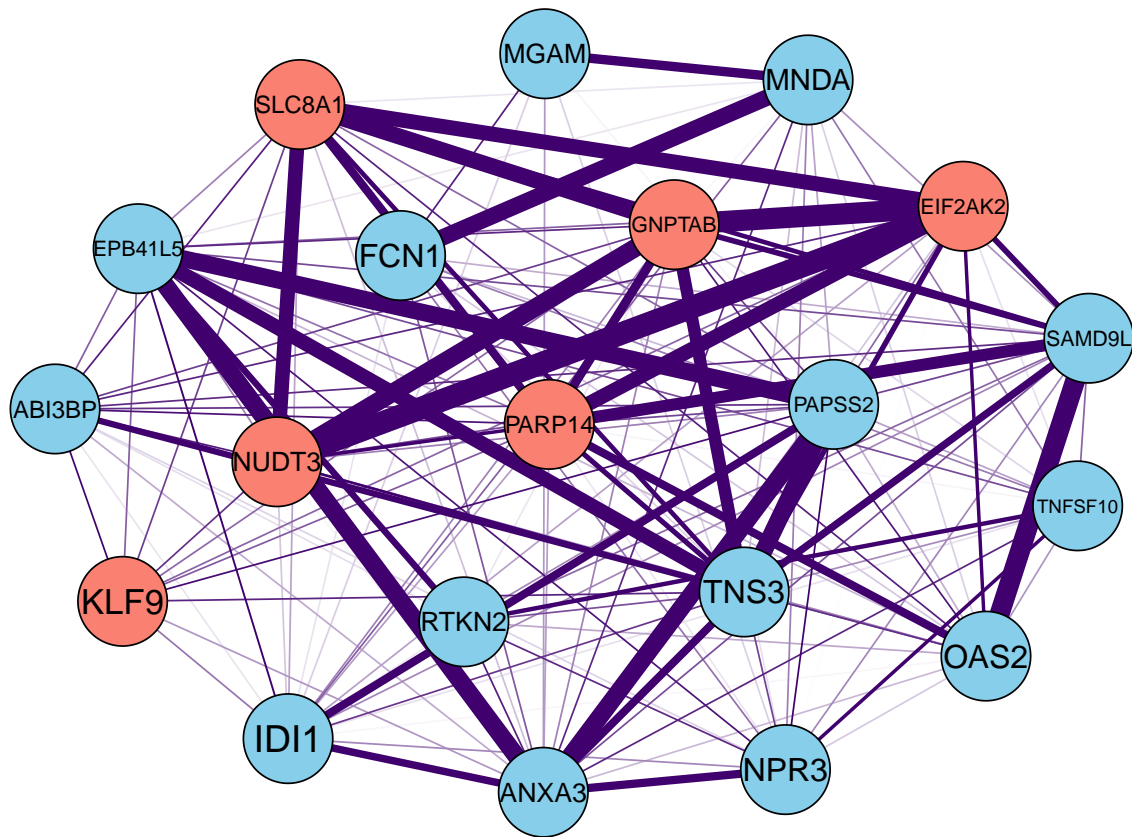 MGAM
MNDA
SLC8A1
EIF2AK2
GNPTAB
EPB41L5
FCN1
SAMD9L
ABI3BP
PAPSS2
PARP14
NUDT3
TNFSF10
TNS3
KLF9
RTKN2
OAS2
IDI1
NPR3
ANXA3